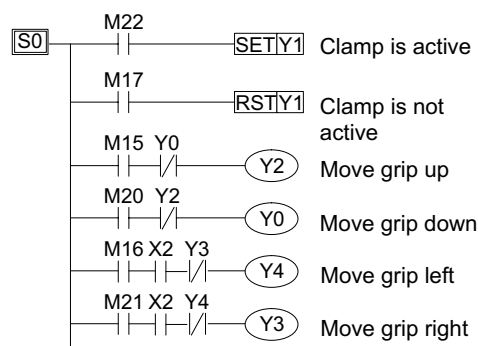 M22
S0 SET Y1 Clamp is active
M17
RST Y1 Clamp is not
active
M15 Y0
Y2 Move grip up
M20 Y2
Y0 Move grip down
M16 X2 Y3
Y4 Move grip left
M21 X2 Y4
Y3 Move grip right